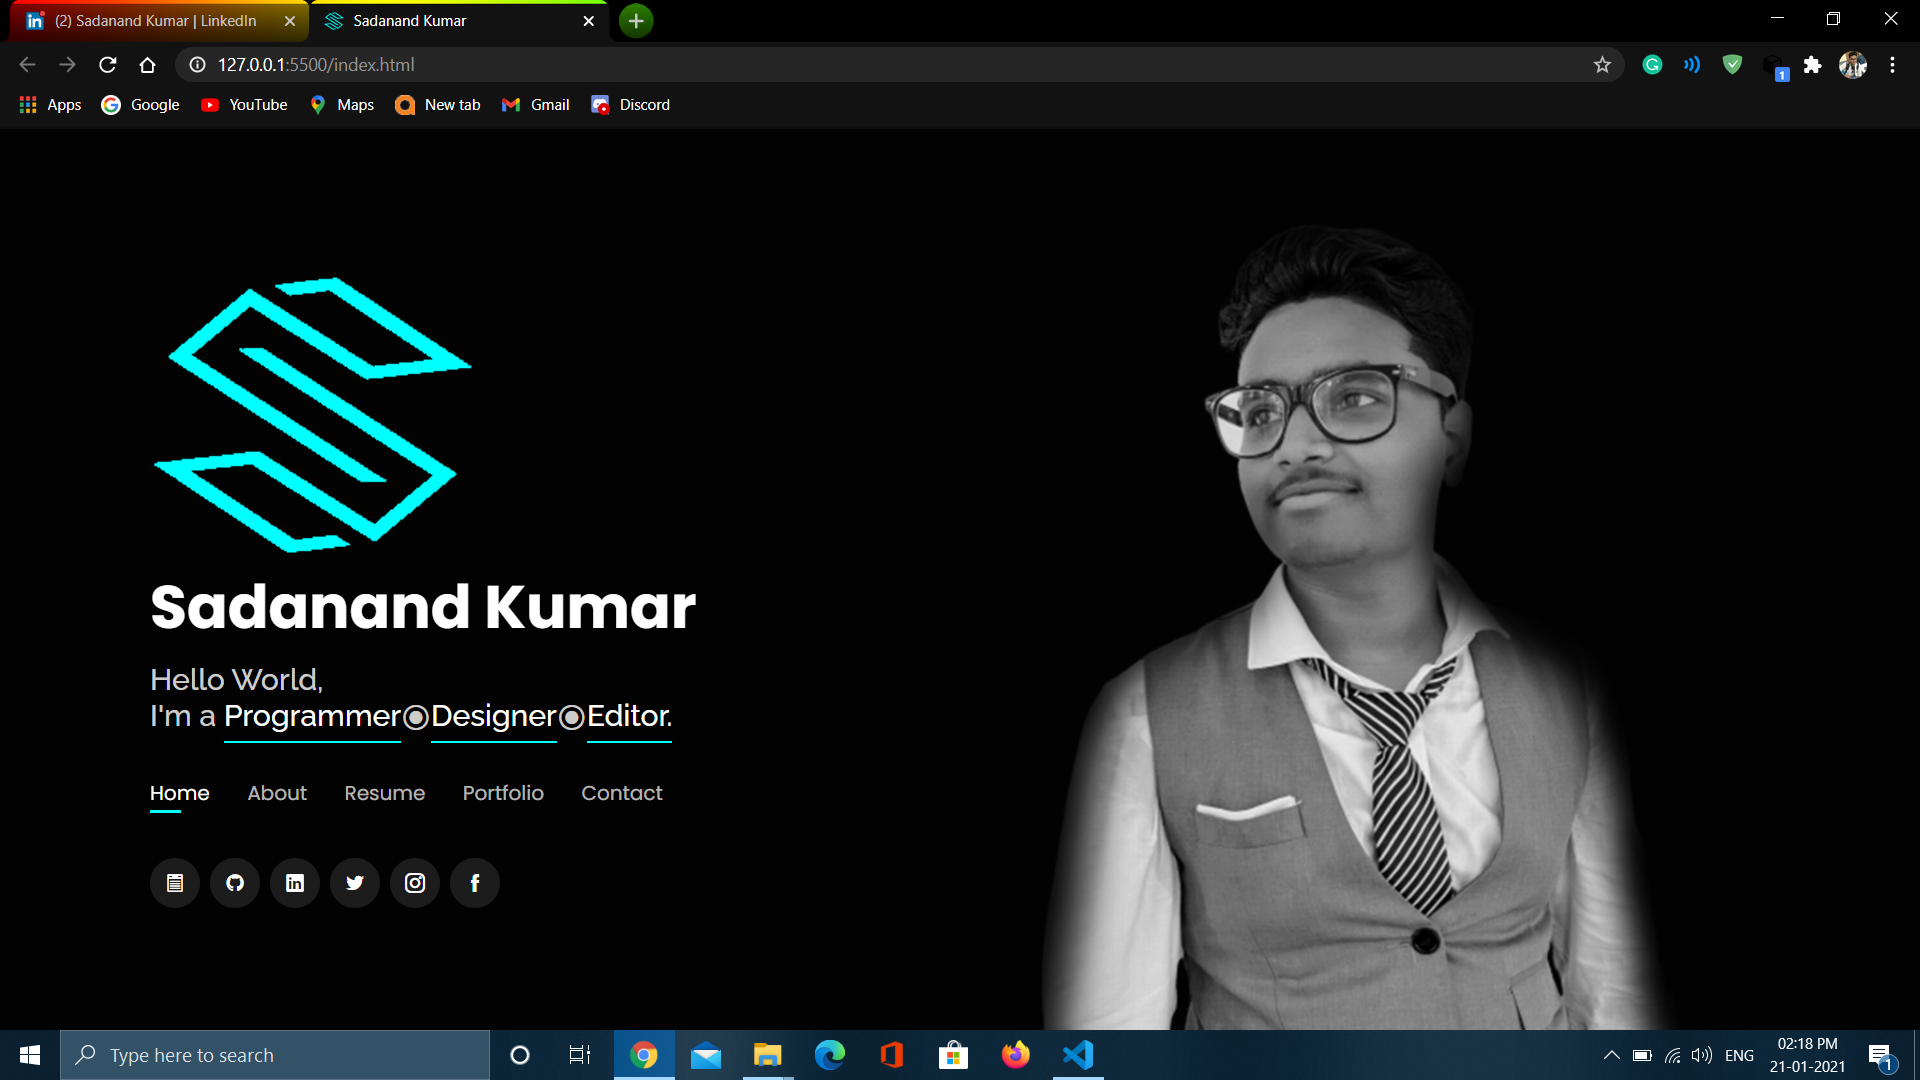 (2) Sadanand Kumar | LinkedIn
Sadanand Kumar
127.0.0.1:5500/index.html
1
Apps
Google
YouTube
Maps
New tab
Gmail
Discord
Sadanand Kumar
Hello World,
I'm a Programmer◉Designer◉Editor.
Home
About
Resume
Portfolio
Contact
Type here to search
ENG
02:18 PM
21-01-2021
1